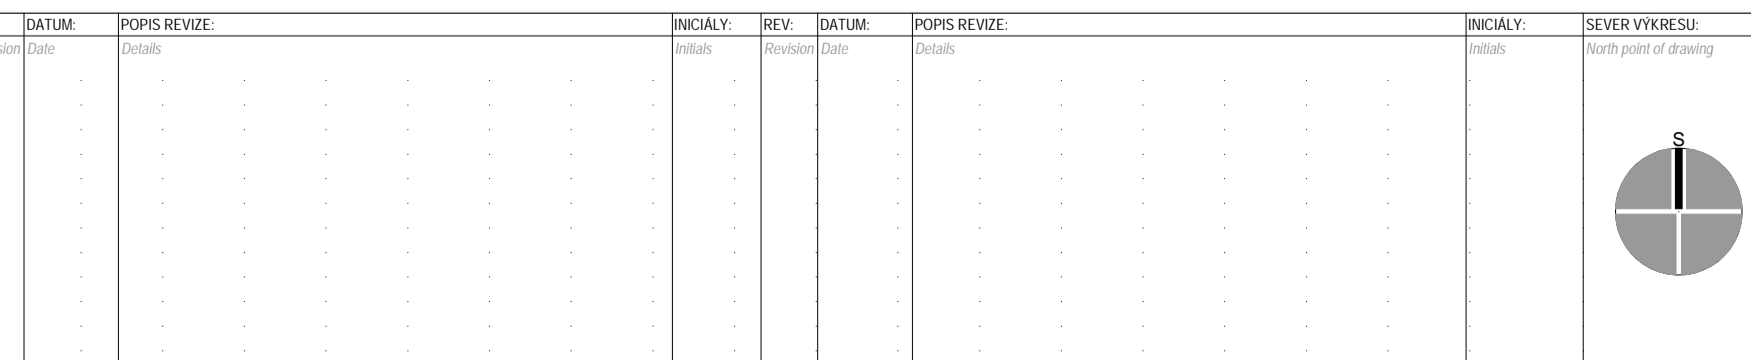 DATUM: POPIS REVIZE: INICIÁLY: REV: DATUM: POPIS REVIZE: INICIÁLY: SEVER VÝKRESU:
Date Details Initials Revision Date Details Initials North point of drawing
S